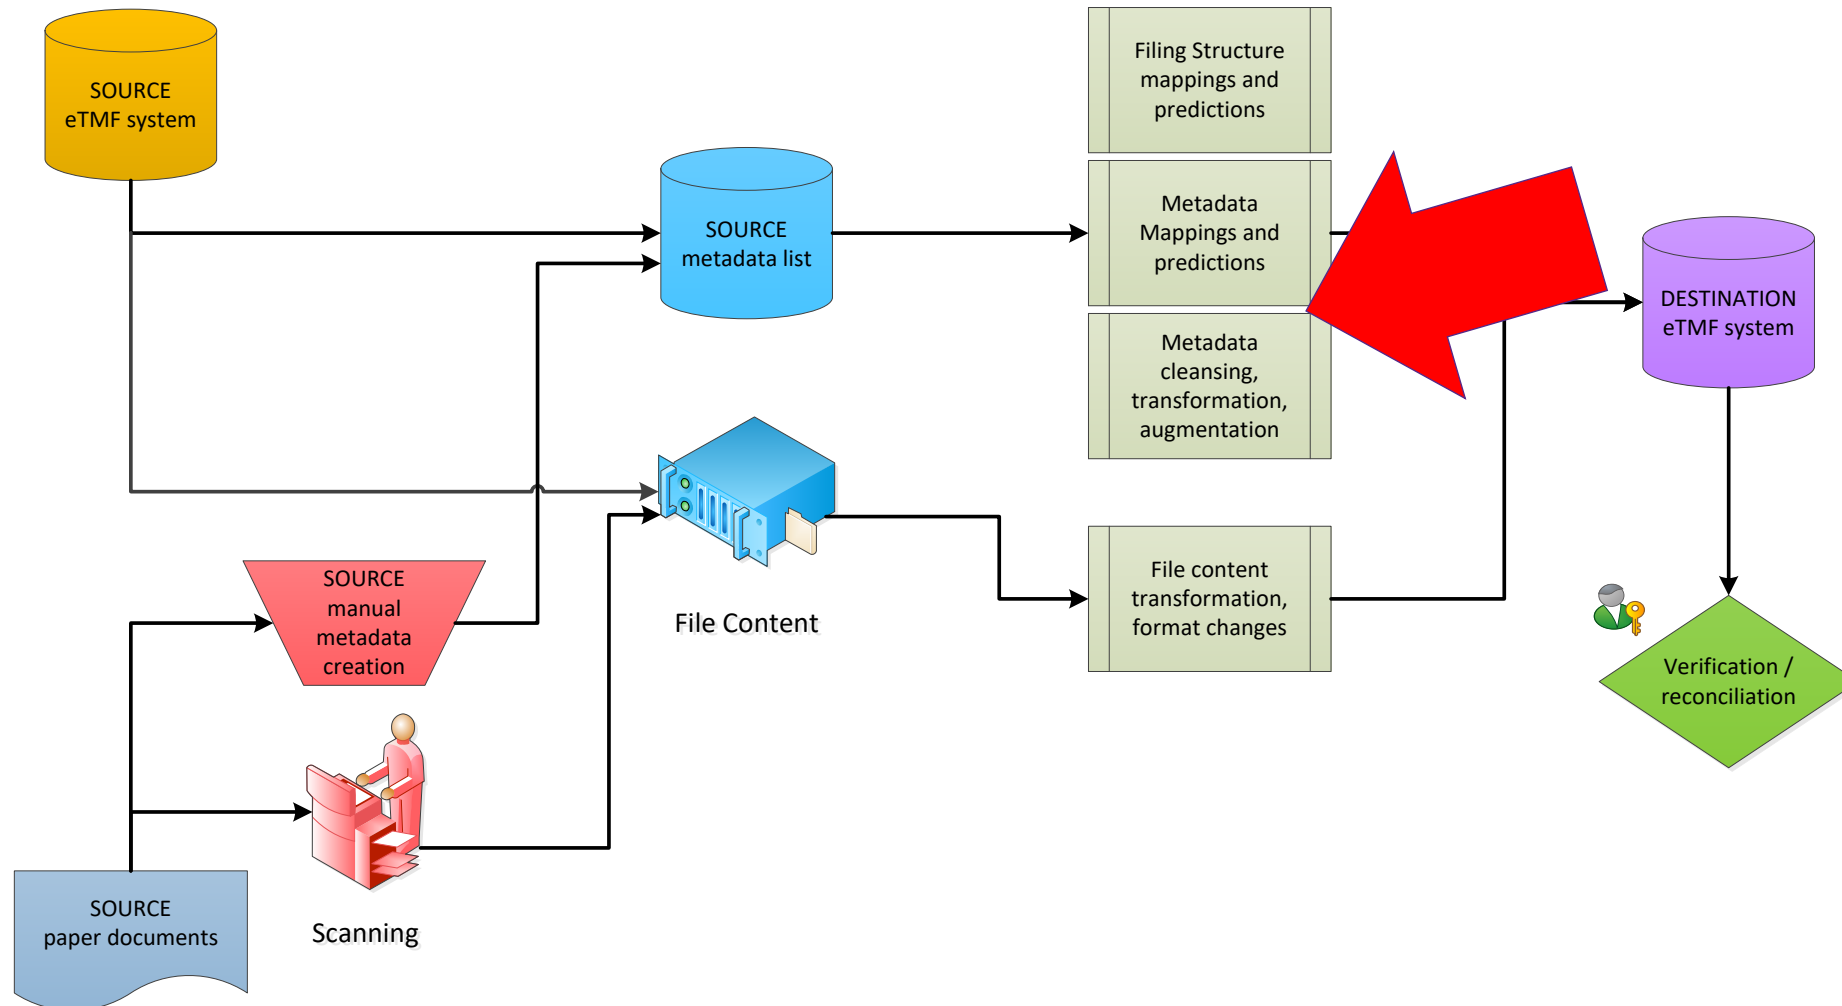 SOURCE
eTMF system
Filing Structure
mappings and
predictions
SOURCE
metadata list
Metadata
Mappings and
predictions
DESTINATION
eTMF system
Metadata
cleansing,
transformation,
augmentation
File Content
File content
transformation,
format changes
SOURCE
manual
metadata
creation
Verification /
reconciliation
Scanning
SOURCE
paper documents